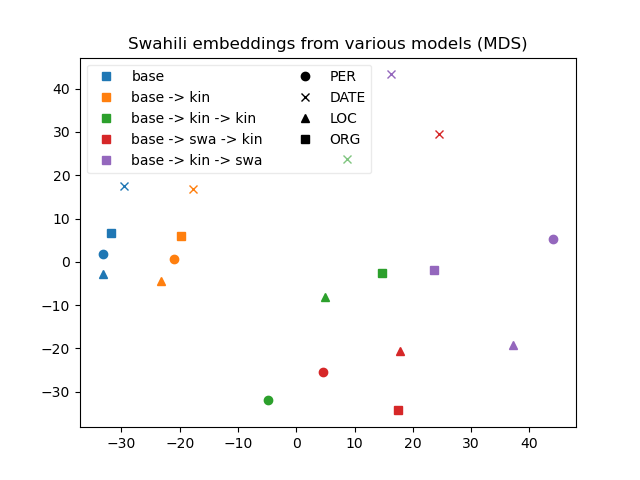 Swahili embeddings from various models (MDS)
base
base -> kin
base -> kin -> kin
base -> swa -> kin
base -> kin -> swa
PER
DATE
LOC
ORG
40
30
20
10
0
−10
−20
−30
−30
−20
−10
0
10
20
30
40